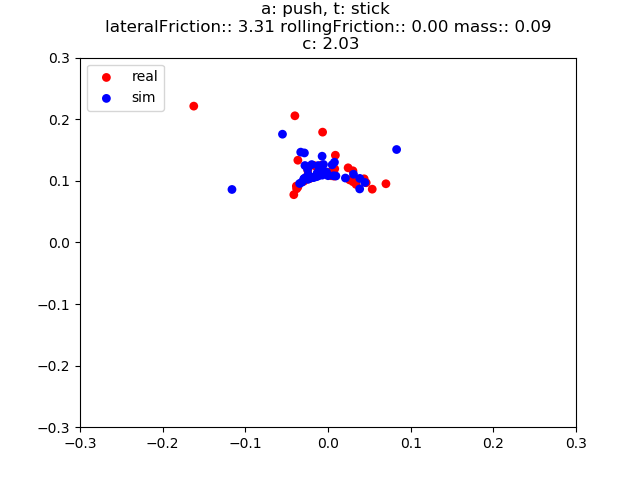 a: push, t: stick
lateralFriction:: 3.31 rollingFriction:: 0.00 mass:: 0.09
c: 2.03
real
sim
0.3
0.2
0.1
0.0
−0.1
−0.2
−0.3
−0.3 −0.2 −0.1 0.0 0.1 0.2 0.3